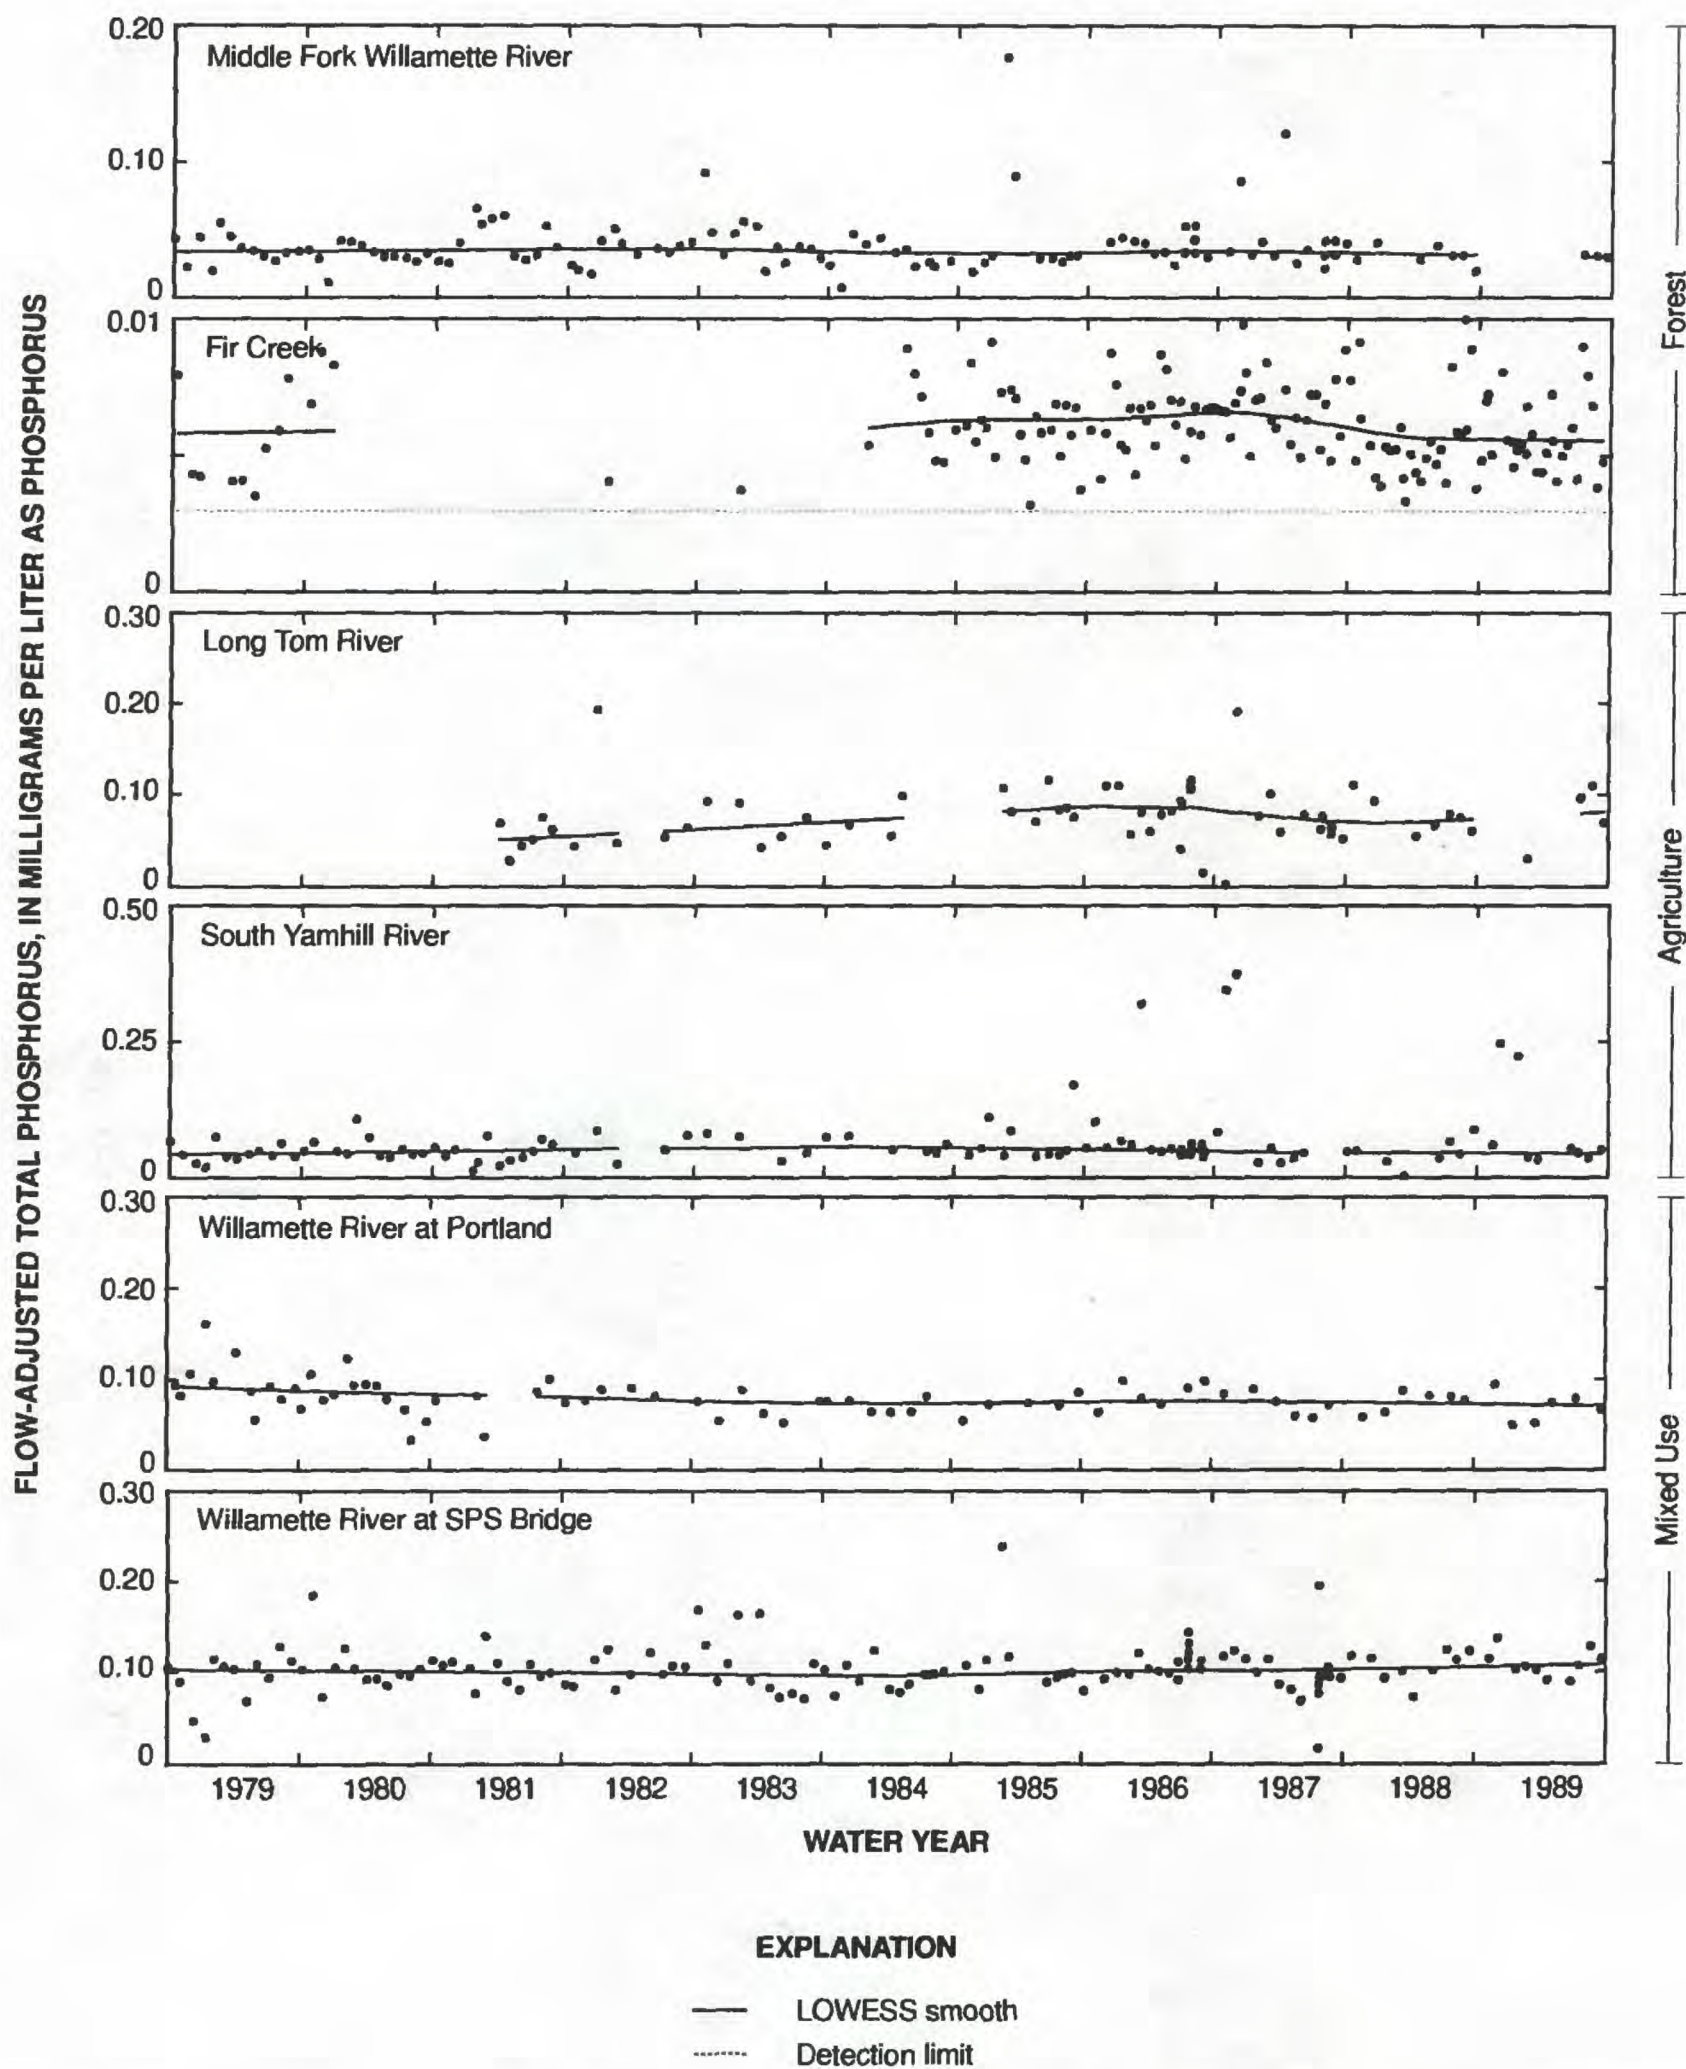 FLOW-ADJUSTED TOTAL PHOSPHORUS, IN MILLIGRAMS PER LITER AS PHOSPHORUS
0.20
Middle Fork Willamette River
0.10
0
0.01
Fir Creek
0
Forest
0.30
Long Tom River
0.20
0.10
0
0.50
South Yamhill River
0.25
0
Agriculture
0.30
Willamette River at Portland
0.20
0.10
0
0.30
Willamette River at SPS Bridge
0.20
0.10
0
Mixed Use
1979 1980 1981 1982 1983 1984 1985 1986 1987 1988 1989
WATER YEAR
EXPLANATION
LOWESS smooth
Detection limit